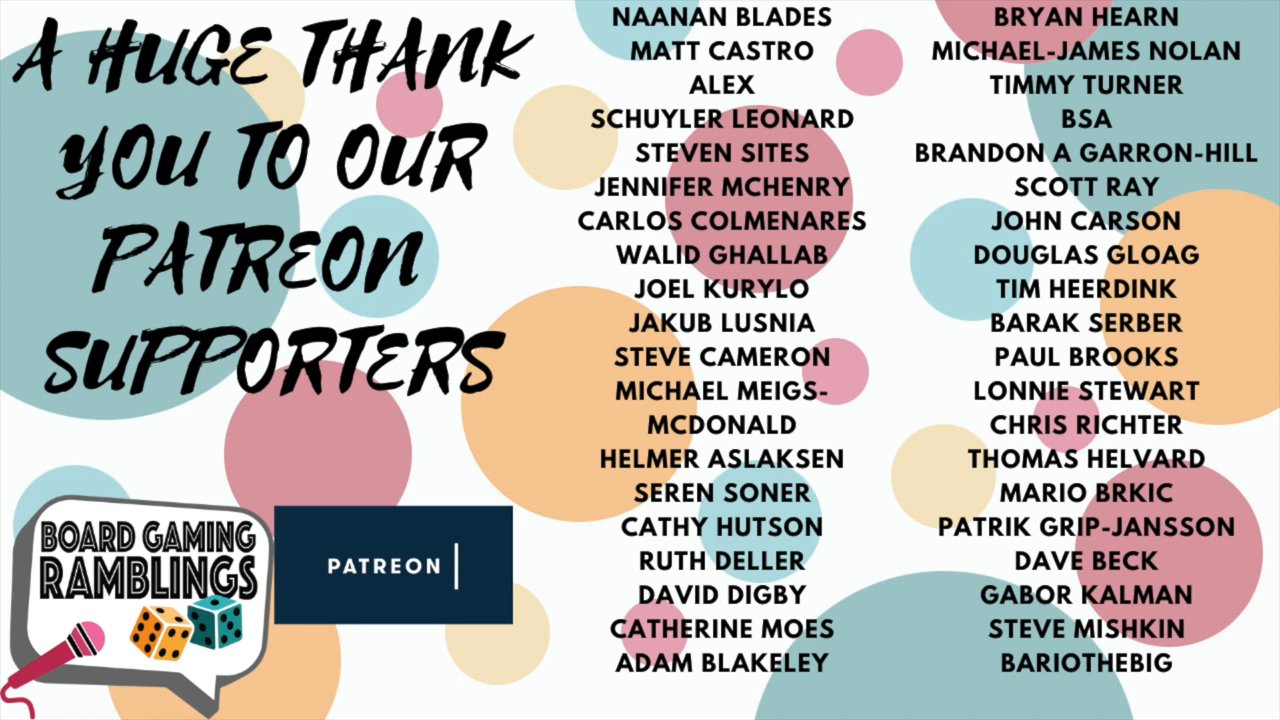 A HUGE THANK
YOU TO OUR
PATREON
SUPPORTERS
BOARD GAMING
RAMBLINGS
PATREON
NAANAN BLADES
MATT CASTRO
ALEX
SCHUYLER LEONARD
STEVEN SITES
JENNIFER MCHENRY
CARLOS COLMENARES
WALID GHALLAB
JOEL KURYLO
JAKUB LUSNIA
STEVE CAMERON
MICHAEL MEIGS-
MCDONALD
HELMER ASLAKSEN
SEREN SONER
CATHY HUTSON
RUTH DELLER
DAVID DIGBY
CATHERINE MOES
ADAM BLAKELEY
BRYAN HEARN
MICHAEL-JAMES NOLAN
TIMMY TURNER
BSA
BRANDON A GARRON-HILL
SCOTT RAY
JOHN CARSON
DOUGLAS GLOAG
TIM HEERDINK
BARAK SERBER
PAUL BROOKS
LONNIE STEWART
CHRIS RICHTER
THOMAS HELVARD
MARIO BRKIC
PATRIK GRIP-JANSSON
DAVE BECK
GABOR KALMAN
STEVE MISHKIN
BARIOTHEBIG